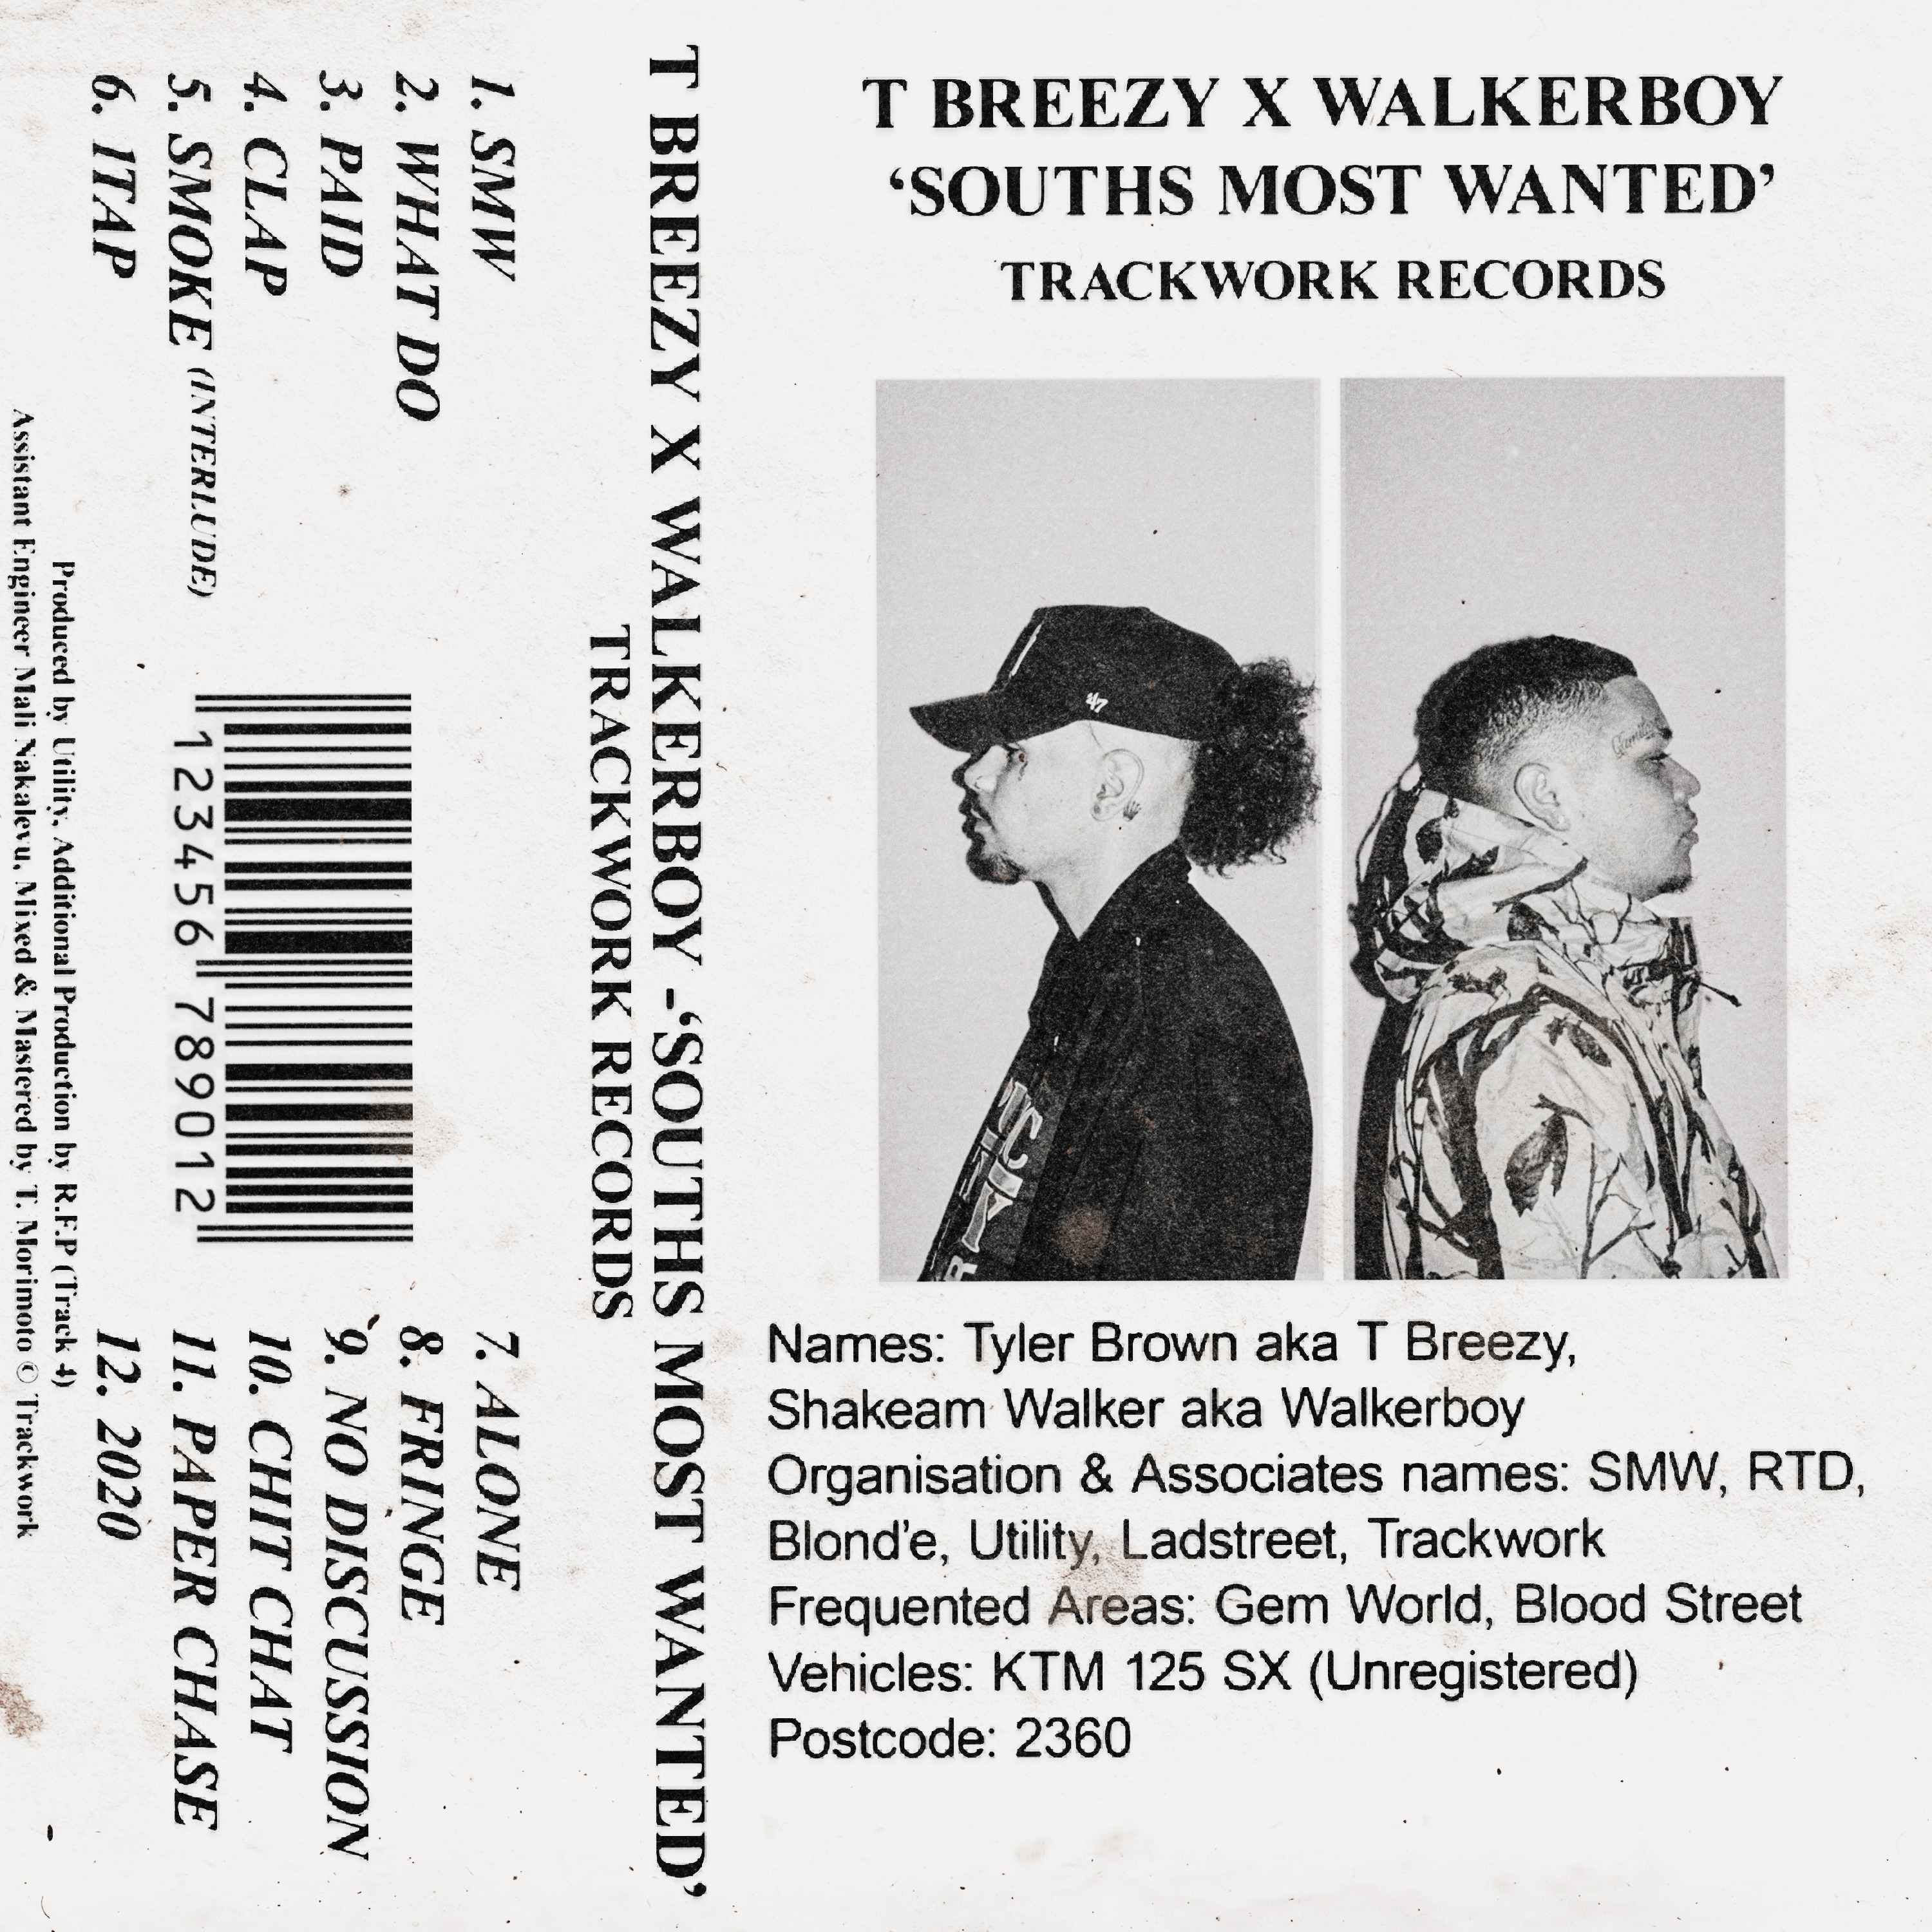 T BREEZY X WALKERBOY
‘SOUTHS MOST WANTED’
TRACKWORK RECORDS
47
Names: Tyler Brown aka T Breezy,
Shakeam Walker aka Walkerboy
Organisation & Associates names: SMW, RTD,
Blond’e, Utility, Ladstreet, Trackwork
Frequented Areas: Gem World, Blood Street
Vehicles: KTM 125 SX (Unregistered)
Postcode: 2360
T BREEZY X WALKERBOY -‘SOUTHS MOST WANTED’
TRACKWORK RECORDS
1. SMW
2. WHAT DO
3. PAID
4. CLAP
5. SMOKE (INTERLUDE)
6. ITAP
7. ALONE
8. FRINGE
9. NO DISCUSSION
10. CHIT CHAT
11. PAPER CHASE
12. 2020
123456 789012
Produced by Utility, Additional Production by R.F.P (Track 4)
Assistant Engineer Mali Nakalevu, Mixed & Mastered by T. Morimoto © Trackwork